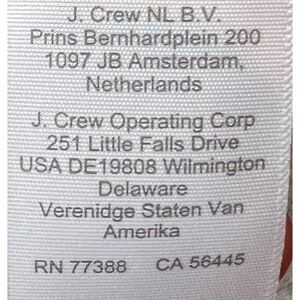 J. Crew NL B.V.
Prins Bernhardplein 200
1097 JB Amsterdam,
Netherlands
J. Crew Operating Corp
251 Little Falls Drive
USA DE19808 Wilmington
Delaware
Verenidge Staten Van
Amerika
RN 77388 CA 56445